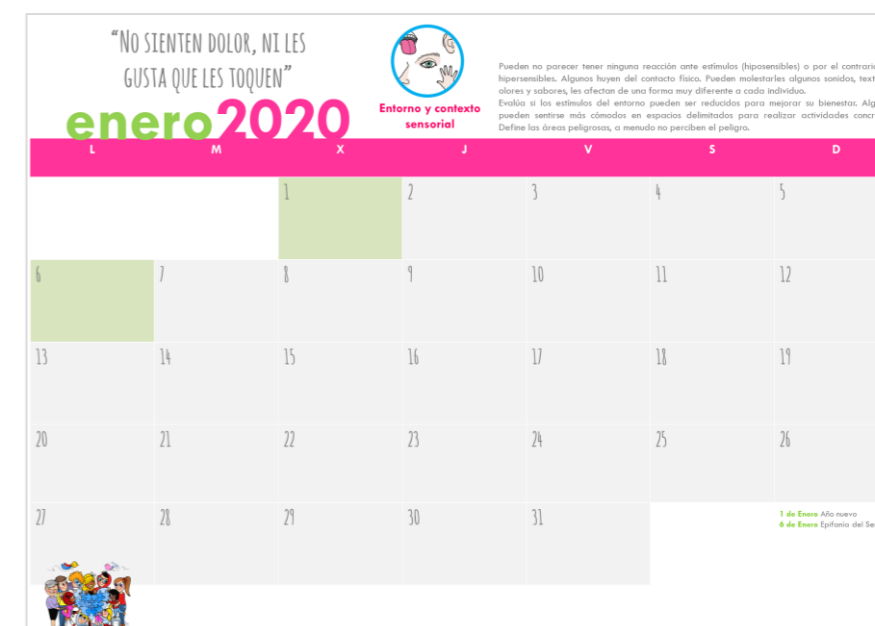 “NO SIENTEN DOLOR, NI LES
GUSTA QUE LES TOQUEN”
enero2020
Entorno y contexto
sensorial
Pueden no parecer tener ninguna reacción ante estímulos (hiposensibles) o por el contrario
hipersensibles. Algunos huyen del contacto físico. Pueden molestarles algunos sonidos, text
olores y sabores, les afectan de una forma muy diferente a cada individuo.
Evalúa si los estímulos del entorno pueden ser reducidos para mejorar su bienestar. Alg
pueden sentirse más cómodos en espacios delimitados para realizar actividades concr
Define las áreas peligrosas, a menudo no perciben el peligro.
L M X J V S D
1 2 3 4 5
6 7 8 9 10 11 12
13 14 15 16 17 18 19
20 21 22 23 24 25 26
27 28 29 30 31
1 de Enero Año nuevo
6 de Enero Epifanía del Se